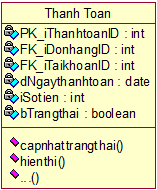 Thanh Toan
PK_iThanhtoanID : int
FK_iDonhangID : int
FK_iTaikhoanID : int
dNgaythanhtoan : date
iSotien : int
bTrangthai : boolean
capnhattrangthai()
hienthi()
...()